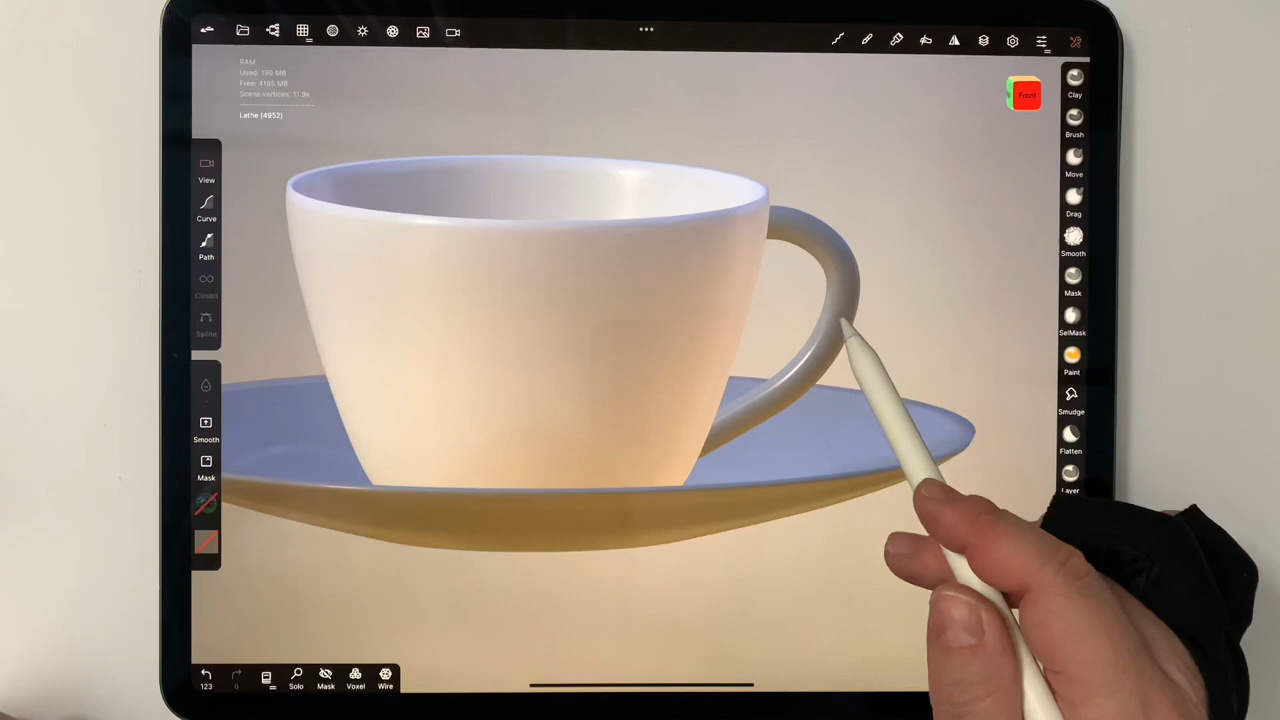 RAM
Used: 199 MB
Free: 4195 MB
Scene vertices: 11.9k
Lathe (4952)
Front
View
Curve
Path
Closed
Spline
Smooth
Mask
Clay
Brush
Move
Drag
Smooth
Mask
SelMask
Paint
Smudge
Flatten
Layer
123
0
Solo
Mask
Voxel
Wire